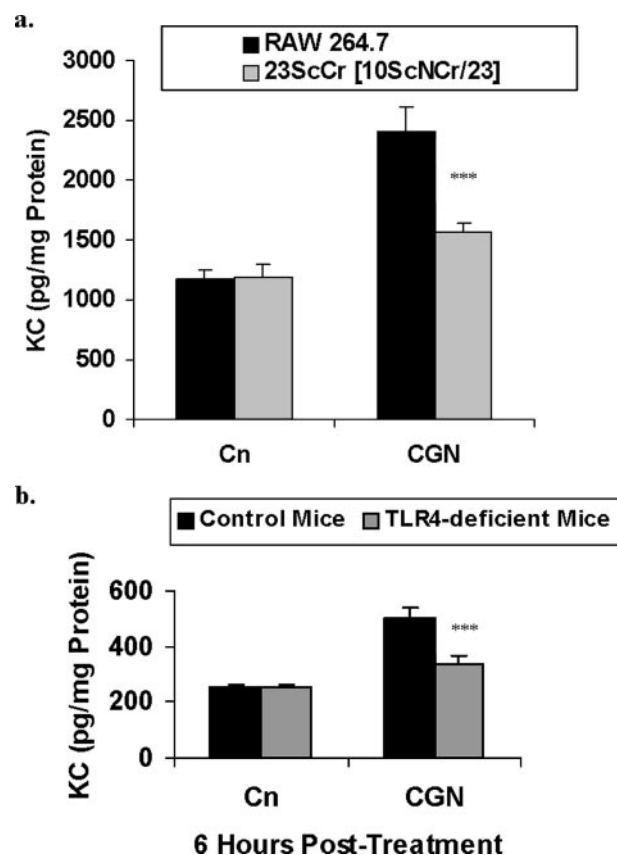 a.
RAW 264.7
23ScCr [10ScNCr/23]
3000
2500
2000
1500
1000
500
0
KC (pg/mg Protein)
***
Cn CGN
b.
Control Mice TLR4-deficient Mice
600
400
200
0
KC (pg/mg Protein)
***
Cn CGN
6 Hours Post-Treatment